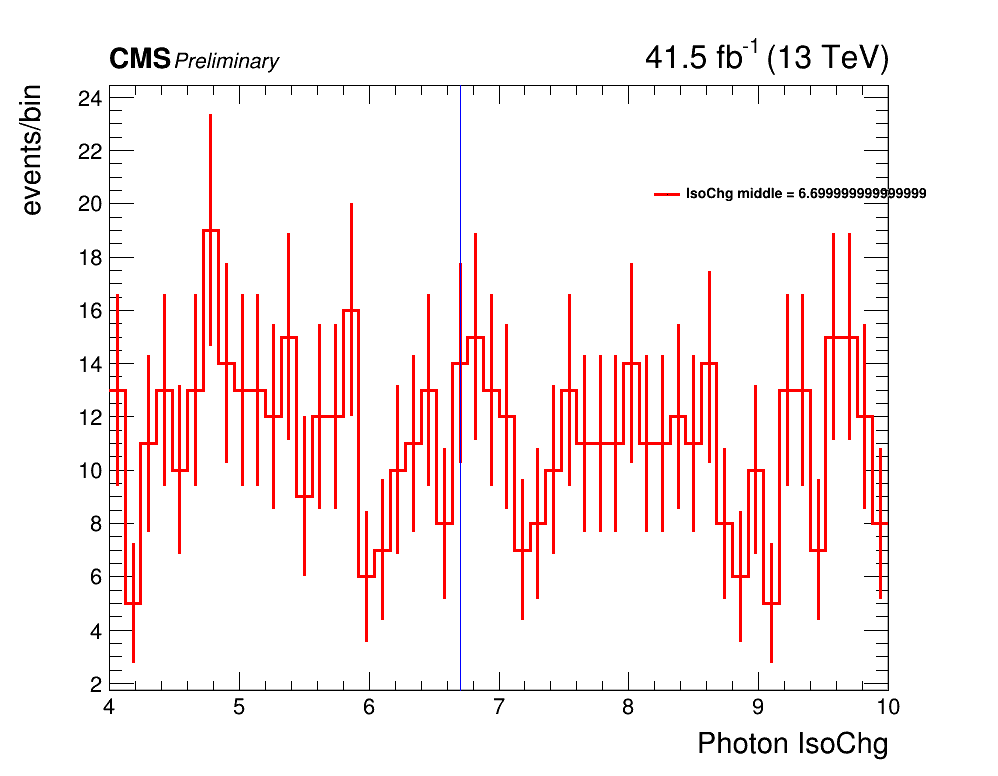 CMS Preliminary 41.5 fb⁻¹ (13 TeV)
events/bin
24
22
20
18
16
14
12
10
8
6
4
2
IsoChg middle = 6.699999999999999
4 5 6 7 8 9 10
Photon IsoChg